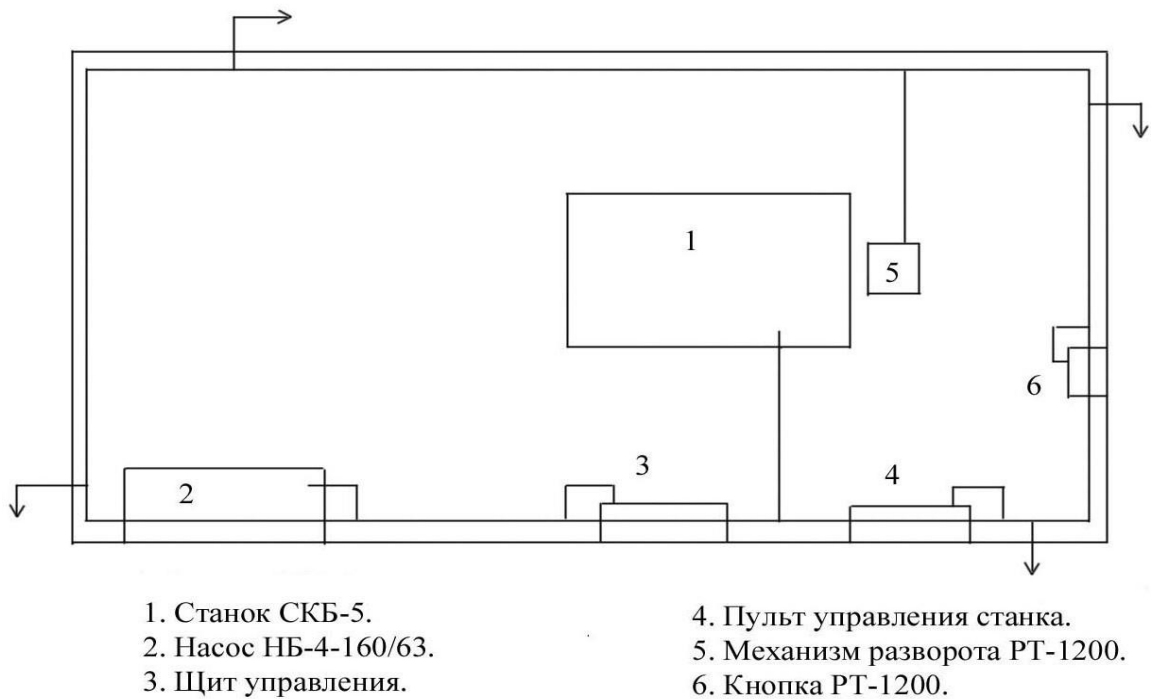 1
5
6
3
4
2
1. Станок СКБ-5.
2. Насос НБ-4-160/63.
3. Щит управления.
4. Пульт управления станка.
5. Механизм разворота РТ-1200.
6. Кнопка РТ-1200.